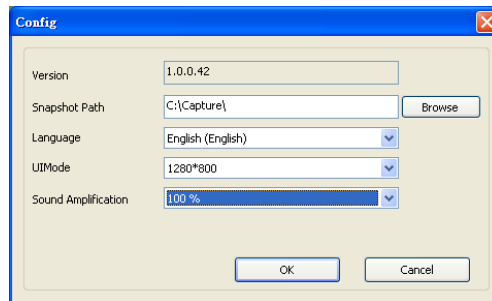 Config
Version 1.0.0.42
Snapshot Path C:\Capture\ Browse
Language English (English)
UIMode 1280*800
Sound Amplification 100 %
OK Cancel